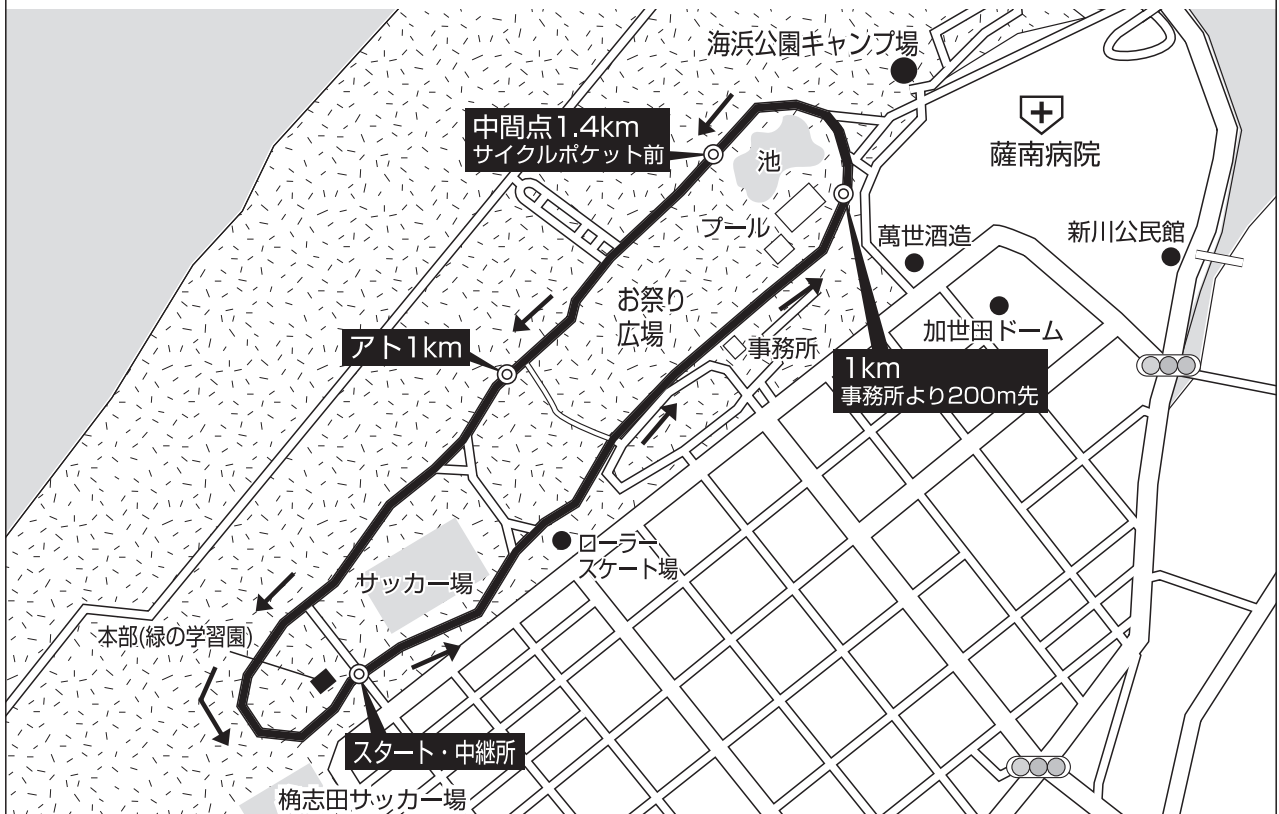 海浜公園キャンプ場
中間点1.4km
サイクルポケット前
薩南病院
池
プール
萬世酒造
新川公民館
お祭り
広場
加世田ドーム
アト1km
事務所
1km
事務所より200m先
ローラー
スケート場
サッカー場
本部(緑の学習園)
スタート・中継所
桷志田サッカー場